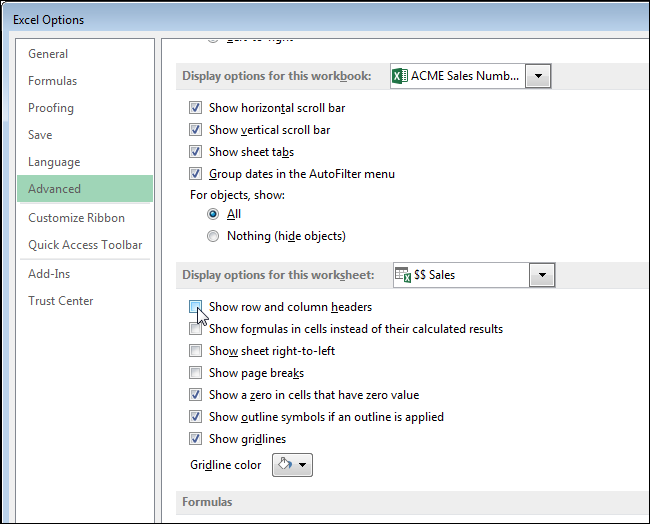 Excel Options
General
Formulas
Proofing
Save
Language
Advanced
Customize Ribbon
Quick Access Toolbar
Add-Ins
Trust Center
Display options for this workbook:
ACME Sales Numb...
Show horizontal scroll bar
Show vertical scroll bar
Show sheet tabs
Group dates in the AutoFilter menu
For objects, show:
All
Nothing (hide objects)
Display options for this worksheet:
$$ Sales
Show row and column headers
Show formulas in cells instead of their calculated results
Show sheet right-to-left
Show page breaks
Show a zero in cells that have zero value
Show outline symbols if an outline is applied
Show gridlines
Gridline color
Formulas